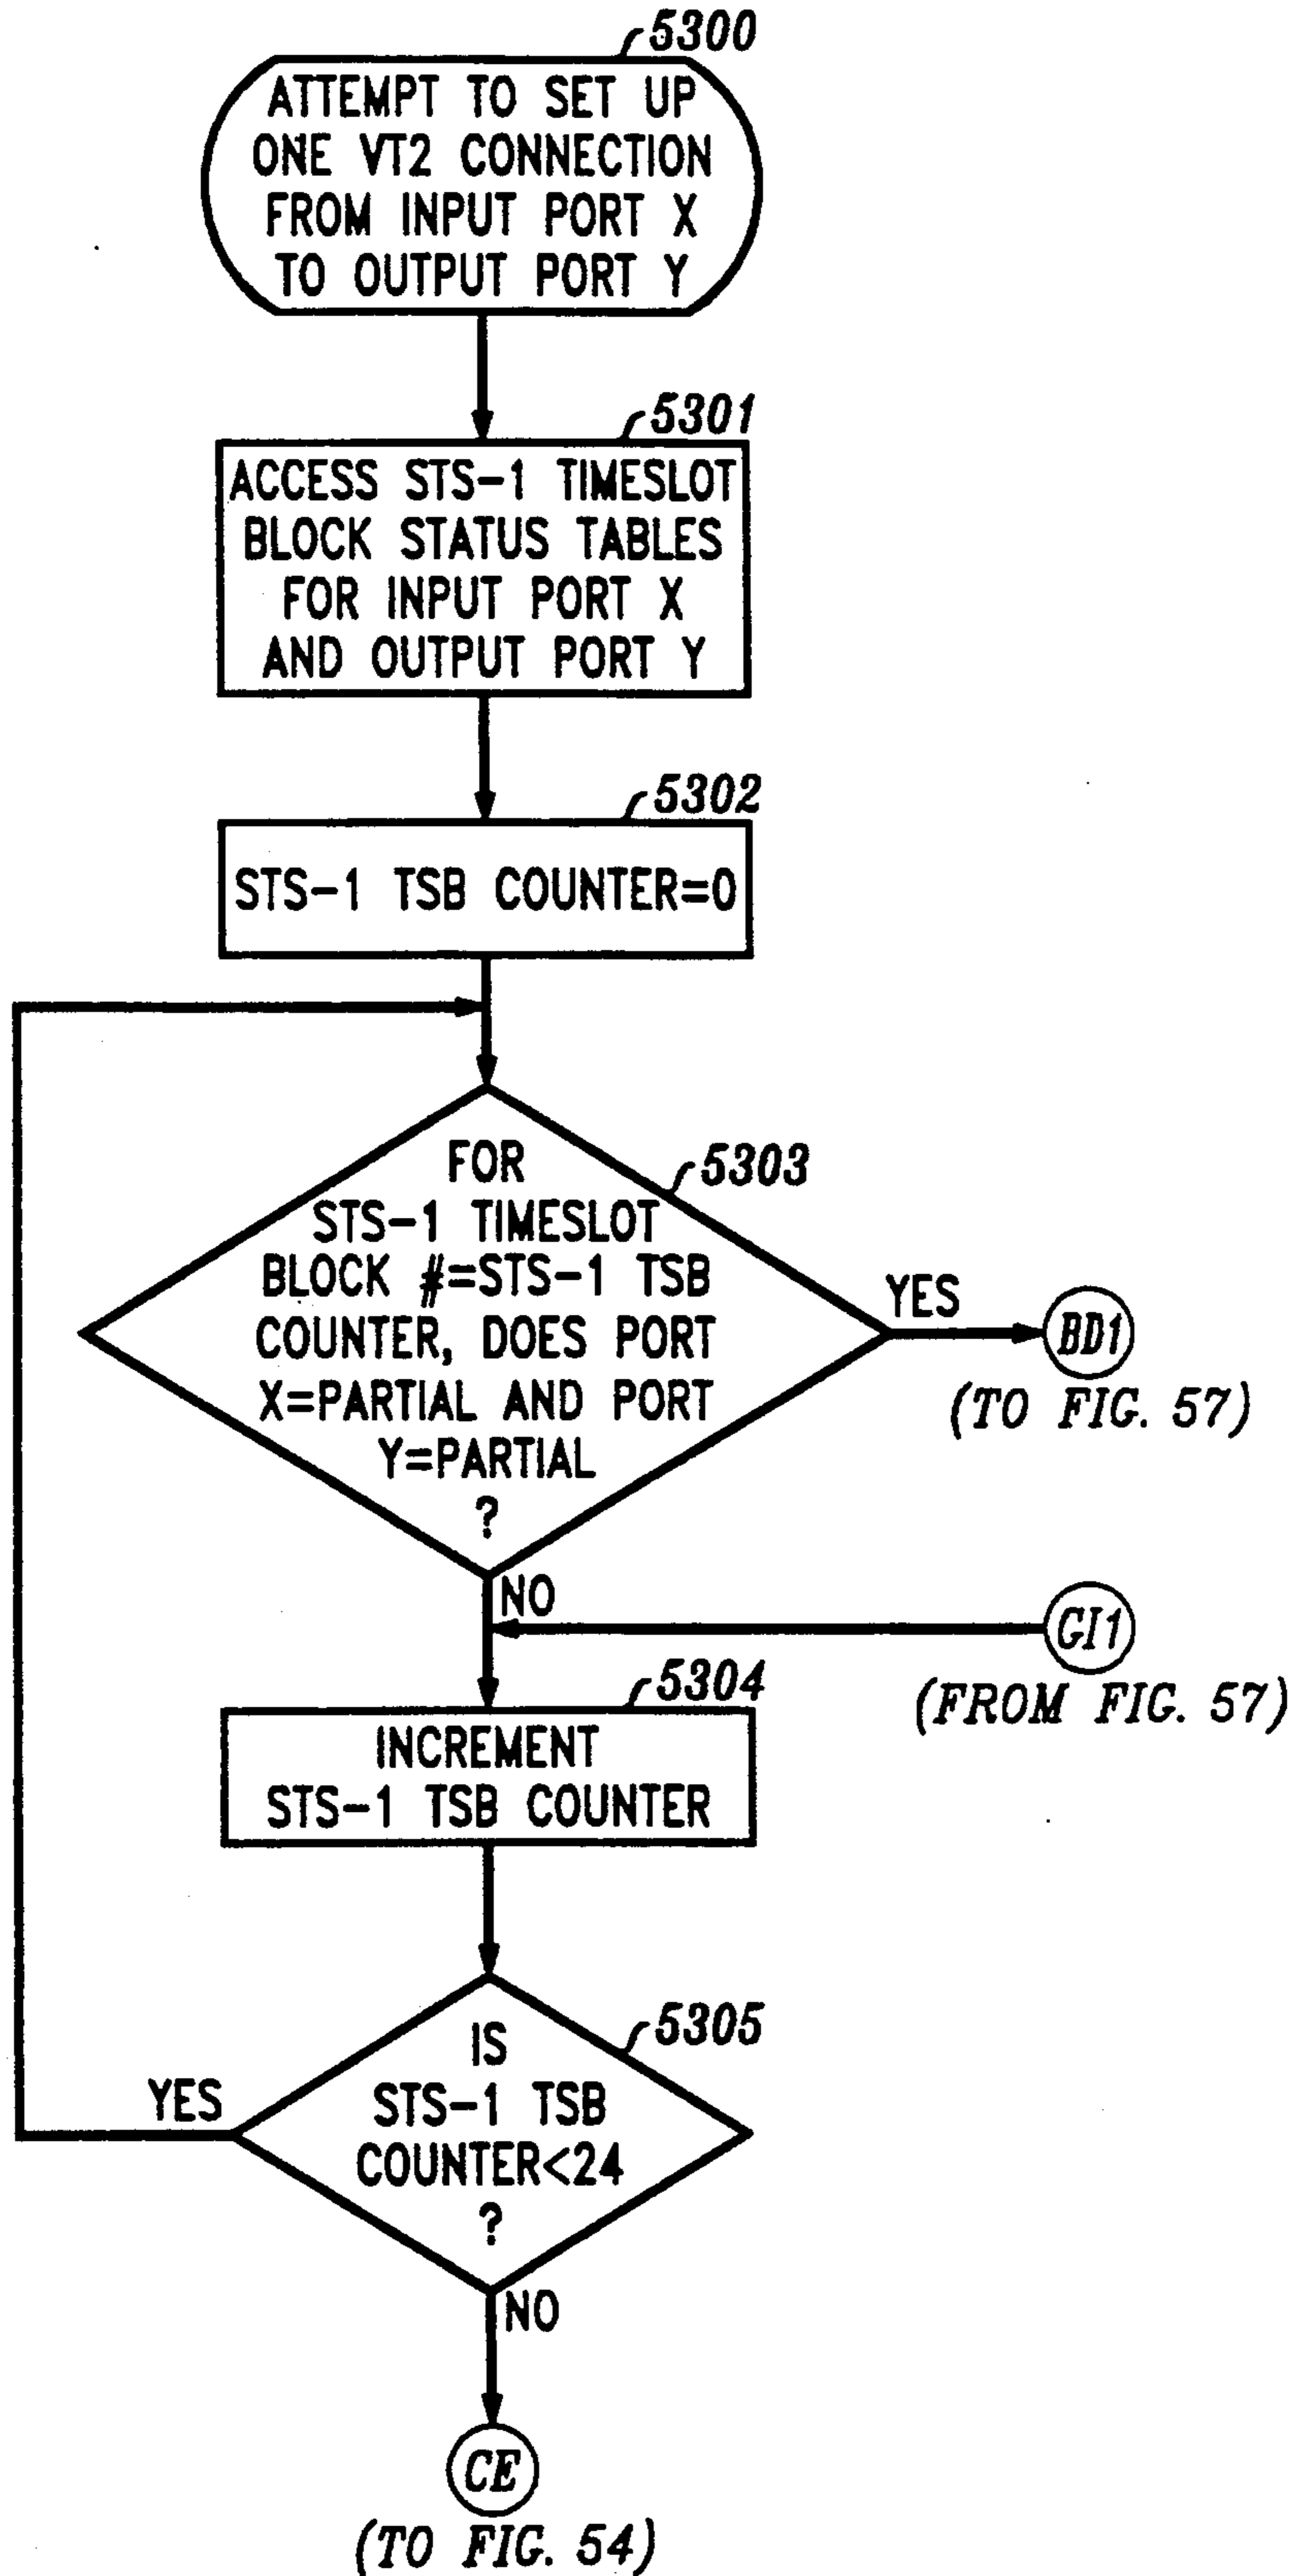 5300
ATTEMPT TO SET UP
ONE VT2 CONNECTION
FROM INPUT PORT X
TO OUTPUT PORT Y
5301
ACCESS STS-1 TIMESLOT
BLOCK STATUS TABLES
FOR INPUT PORT X
AND OUTPUT PORT Y
5302
STS-1 TSB COUNTER=0
5303
FOR
STS-1 TIMESLOT
BLOCK #=STS-1 TSB
COUNTER, DOES PORT
X=PARTIAL AND PORT
Y=PARTIAL
?
YES
BD1
(TO FIG. 57)
NO
GI1
(FROM FIG. 57)
5304
INCREMENT
STS-1 TSB COUNTER
5305
IS
STS-1 TSB
COUNTER<24
?
YES
NO
CE
(TO FIG. 54)